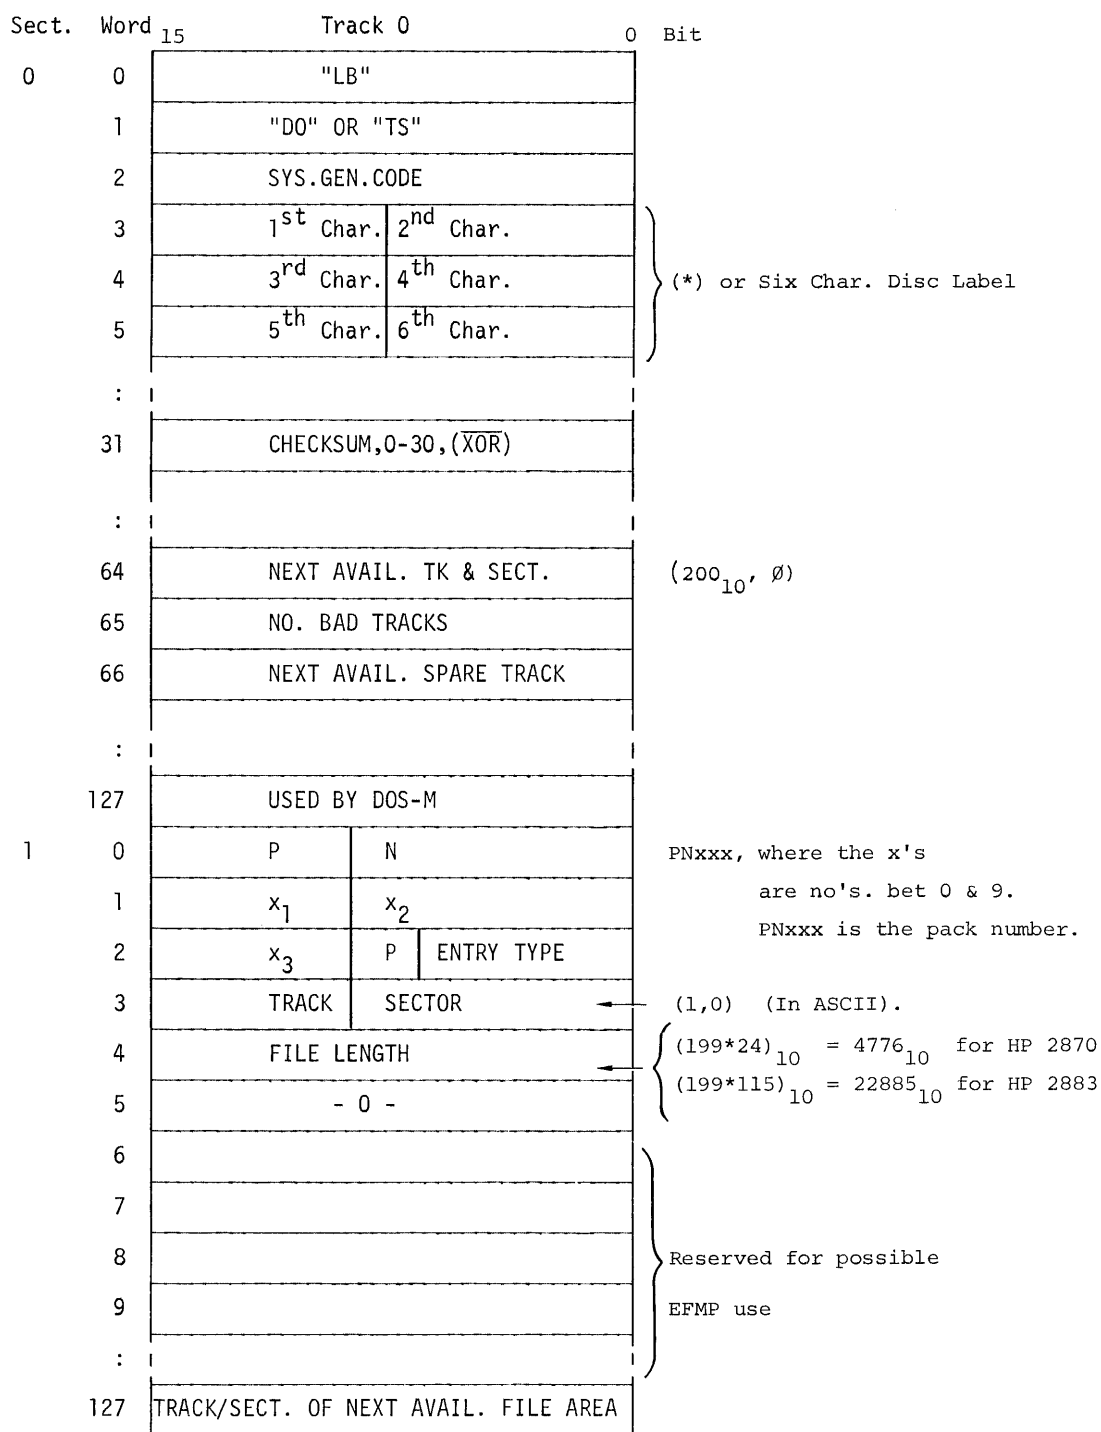 Sect. Word 15 Track 0 0 Bit
0 0 "LB"
1 "DO" OR "TS"
2 SYS.GEN.CODE
3 1st Char. 2nd Char.
4 3rd Char. 4th Char. (*) or Six Char. Disc Label
5 5th Char. 6th Char.
:
31 CHECKSUM,0-30,(X̅O̅R̅)
:
64 NEXT AVAIL. TK & SECT. (200₁₀, Ø)
65 NO. BAD TRACKS
66 NEXT AVAIL. SPARE TRACK
:
127 USED BY DOS-M
1 0 P N PNxxx, where the x's
1 x₁ x₂ are no's. bet 0 & 9.
PNxxx is the pack number.
2 x₃ P ENTRY TYPE
3 TRACK SECTOR (1,0) (In ASCII).
4 FILE LENGTH (199*24)₁₀ = 4776₁₀ for HP 2870
(199*115)₁₀ = 22885₁₀ for HP 2883
5 - 0 -
6
7
8 Reserved for possible
9 EFMP use
:
127 TRACK/SECT. OF NEXT AVAIL. FILE AREA